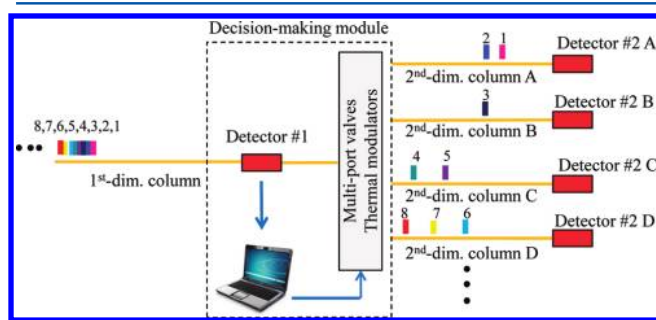 Decision-making module
2 1
Detector #2 A
2nd-dim. column A
3
Detector #2 B
8,7,6,5,4,3,2,1
Detector #1
2nd-dim. column B
1st-dim. column
Multi-port valves
Thermal modulators
4 5
Detector #2 C
2nd-dim. column C
8 7 6
Detector #2 D
2nd-dim. column D